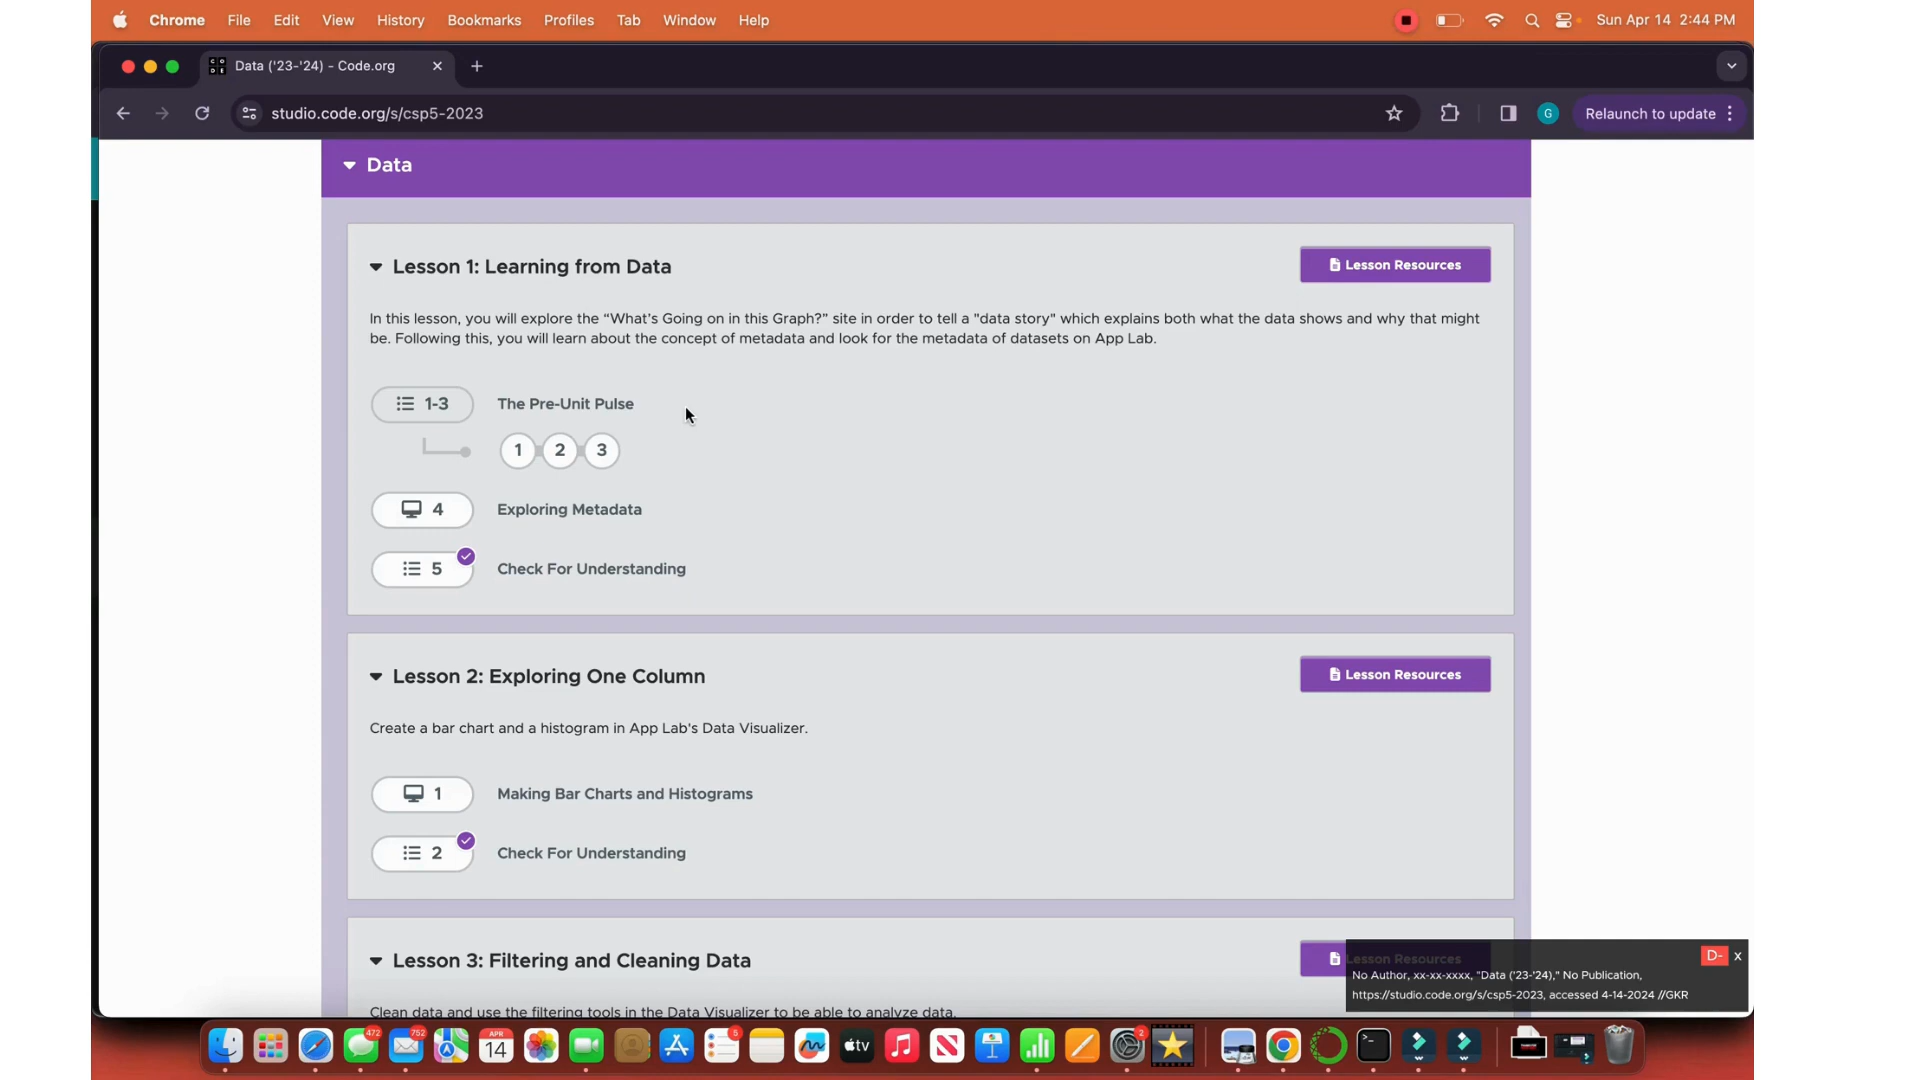 Chrome File Edit View History Bookmarks Profiles Tab Window Help Sun Apr 14 2:44 PM
Data ('23-'24) - Code.org
studio.code.org/s/csp5-2023 G Relaunch to update
Data
Lesson 1: Learning from Data Lesson Resources
In this lesson, you will explore the “What’s Going on in this Graph?” site in order to tell a "data story" which explains both what the data shows and why that might
be. Following this, you will learn about the concept of metadata and look for the metadata of datasets on App Lab.
1-3 The Pre-Unit Pulse
1 2 3
4 Exploring Metadata
5 Check For Understanding
Lesson 2: Exploring One Column Lesson Resources
Create a bar chart and a histogram in App Lab's Data Visualizer.
1 Making Bar Charts and Histograms
2 Check For Understanding
Lesson 3: Filtering and Cleaning Data Lesson Resources
Clean data and use the filtering tools in the Data Visualizer to be able to analyze data.
D- x
No Author, xx-xx-xxxx, "Data ('23-'24)," No Publication,
https://studio.code.org/s/csp5-2023, accessed 4-14-2024 //GKR
472 752 APR 14 5 tv 2